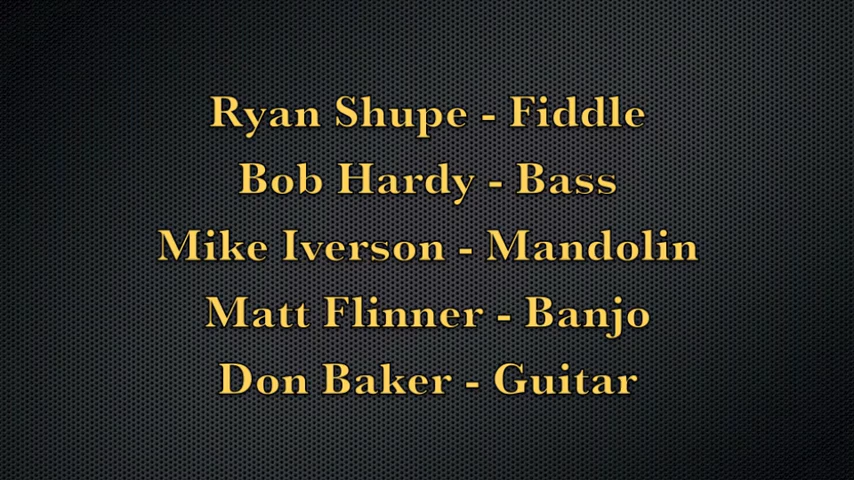 Ryan Shupe - Fiddle
Bob Hardy - Bass
Mike Iverson - Mandolin
Matt Flinner - Banjo
Don Baker - Guitar